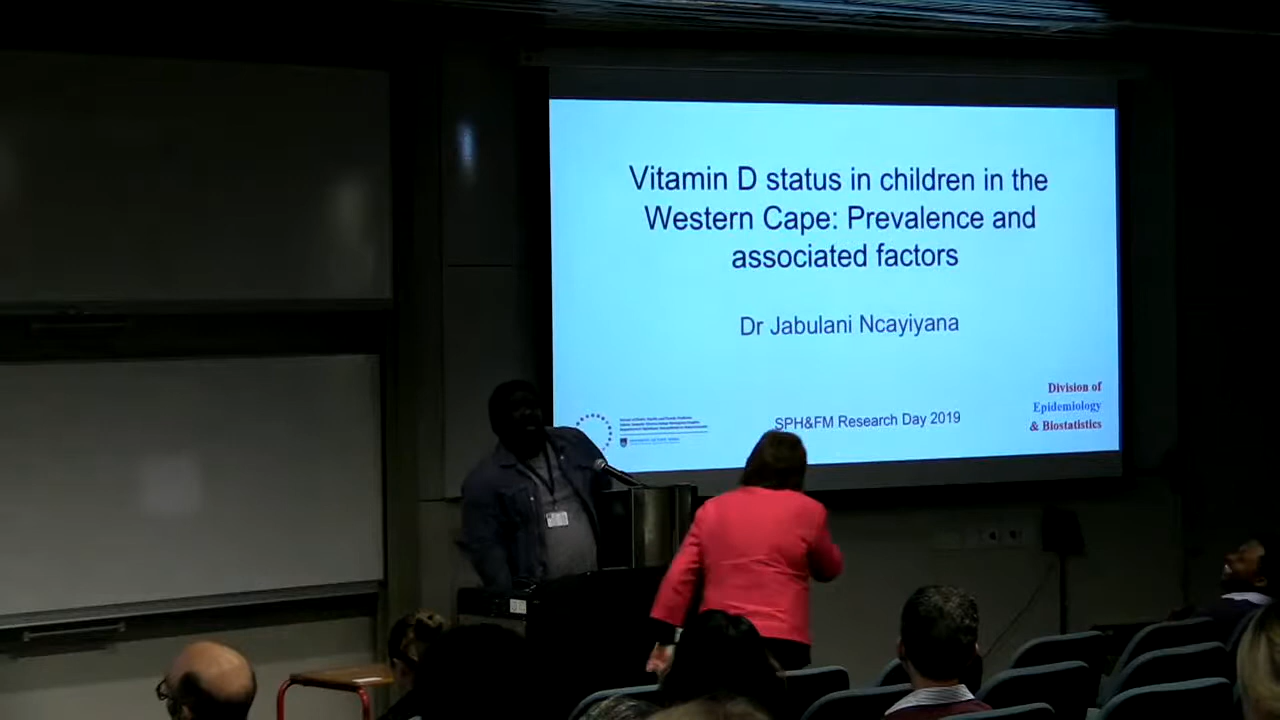 Vitamin D status in children in the
Western Cape: Prevalence and
associated factors
Dr Jabulani Ncayiyana
SPH&FM Research Day 2019
Division of
Epidemiology
& Biostatistics